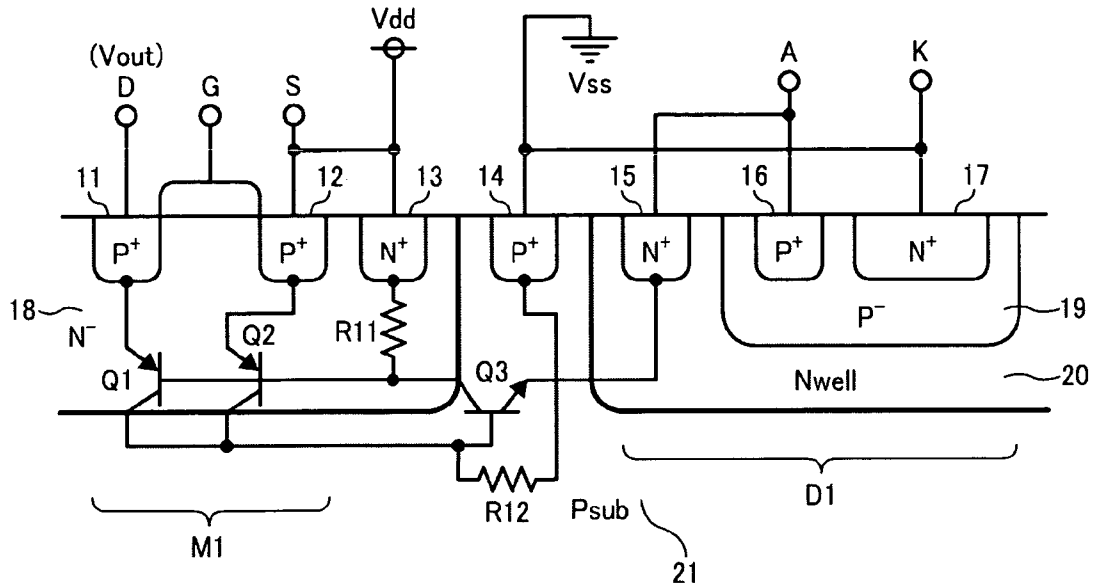 Vdd
(Vout)
D G S
Vss
A K
11 12 13 14 15 16 17
P+ P+ N+ P+ N+ P+ N+
18 N−
R11
Q1 Q2 Q3
P− 19
Nwell 20
R12
Psub
21
M1
D1